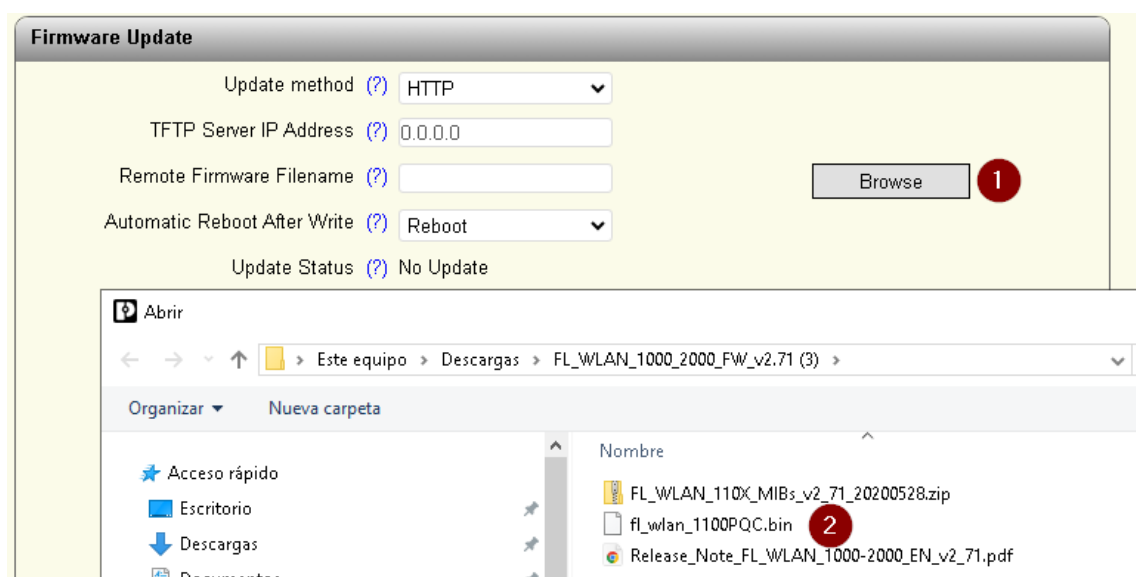 Firmware Update
Update method (?) HTTP
TFTP Server IP Address (?) 0.0.0.0
Remote Firmware Filename (?) Browse 1
Automatic Reboot After Write (?) Reboot
Update Status (?) No Update
Abrir
Este equipo > Descargas > FL_WLAN_1000_2000_FW_v2.71 (3) >
Organizar Nueva carpeta
Nombre
Acceso rápido
FL_WLAN_110X_MIBs_v2_71_20200528.zip
Escritorio
fl_wlan_1100PQC.bin 2
Descargas
Release_Note_FL_WLAN_1000-2000_EN_v2_71.pdf